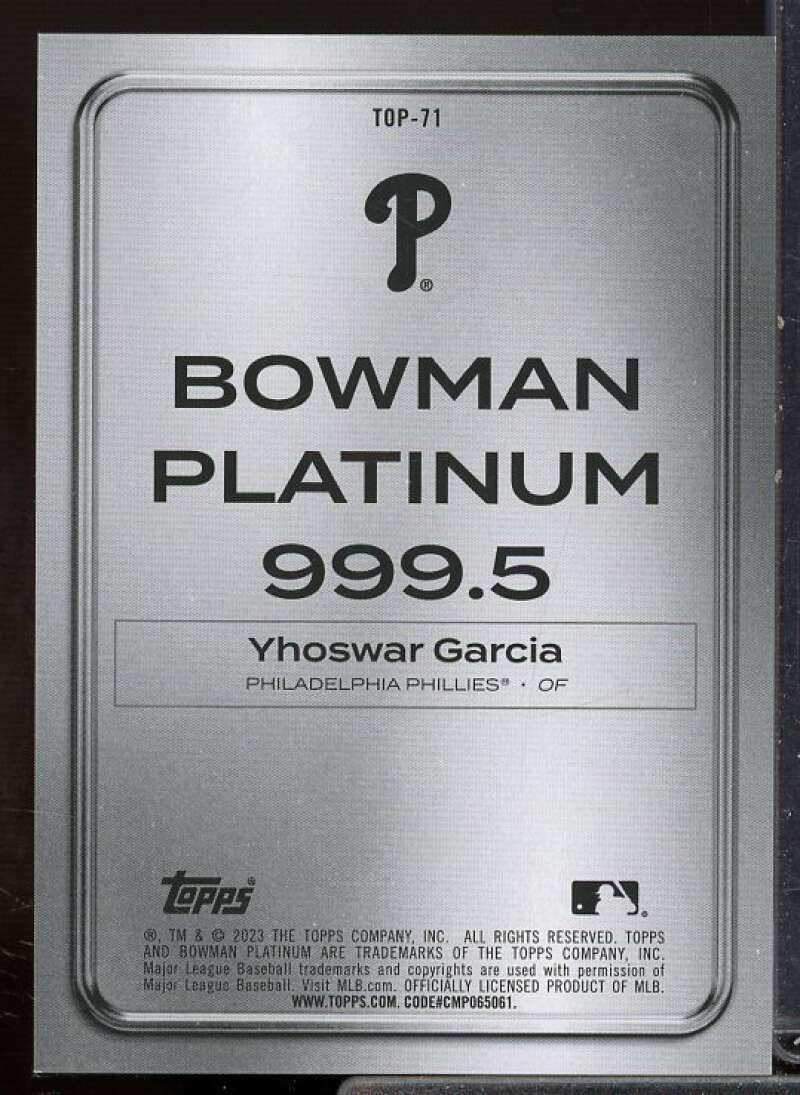 TOP-71
P®
BOWMAN
PLATINUM
999.5
Yhoswar Garcia
PHILADELPHIA PHILLIES® · OF
TOPPS®
®, TM & © 2023 THE TOPPS COMPANY, INC. ALL RIGHTS RESERVED. TOPPS
AND BOWMAN PLATINUM ARE TRADEMARKS OF THE TOPPS COMPANY, INC.
Major League Baseball trademarks and copyrights are used with permission of
Major League Baseball. Visit MLB.com. OFFICIALLY LICENSED PRODUCT OF MLB.
WWW.TOPPS.COM. CODE#CMP065061.